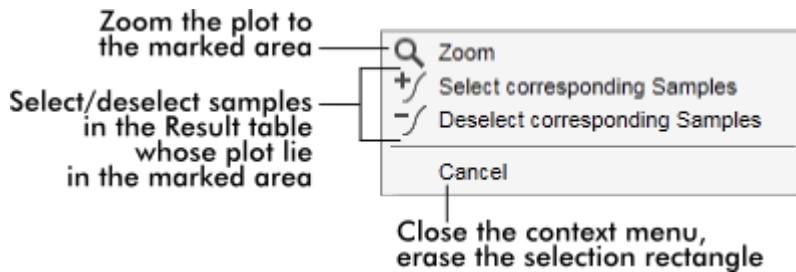 Zoom the plot to
the marked area
Select/deselect samples
in the Result table
whose plot lie
in the marked area
Zoom
Select corresponding Samples
Deselect corresponding Samples
Cancel
Close the context menu,
erase the selection rectangle